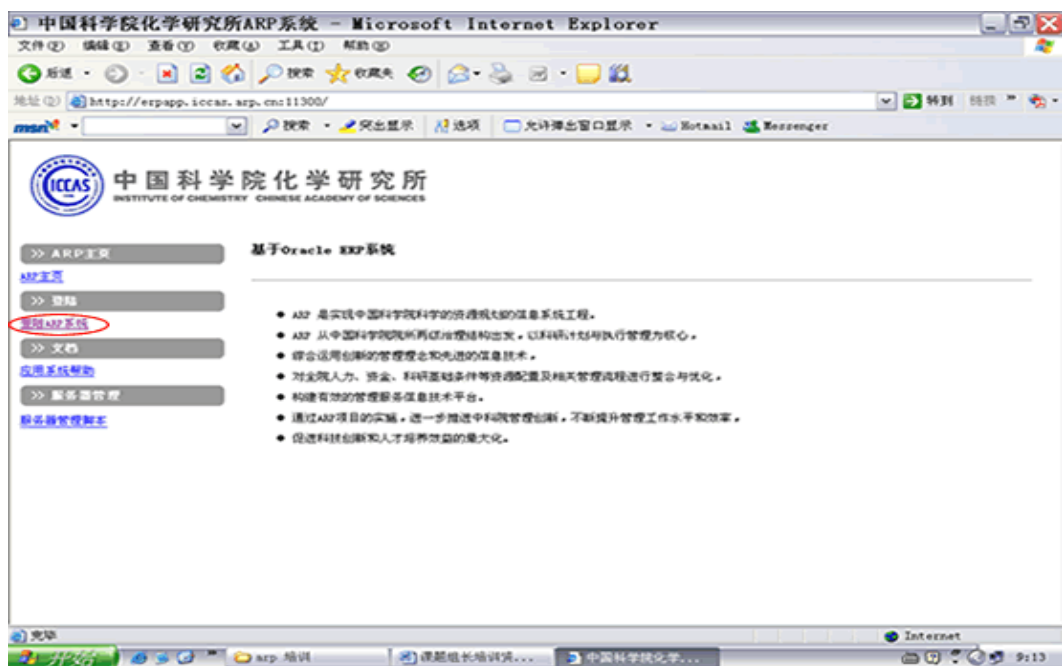 中国科学院化学研究所ARP系统 - Microsoft Internet Explorer
文件(F) 编辑(E) 查看(V) 收藏(A) 工具(T) 帮助(H)
后退 搜索 收藏夹
地址(D) http://erpapp.iccas.arp.cn:11300/ 转到 链接 »
msn 搜索 突出显示 选项 允许弹出窗口显示 Hotmail Messenger
ICCAS 中国科学院化学研究所
INSTITUTE OF CHEMISTRY CHINESE ACADEMY OF SCIENCES
>> ARP主页
ARP主页
>> 登陆
登陆ARP系统
>> 文档
应用系统帮助
>> 服务器管理
服务器管理脚本
基于Oracle ERP系统
● ARP 是实现中国科学院科学的资源规划的信息系统工程。
● ARP 从中国科学院院所两级治理结构出发，以科研计划与执行管理为核心。
● 综合运用创新的管理理念和先进的信息技术。
● 对全院人力、资金、科研基础条件等资源配置及相关管理流程进行整合与优化。
● 构建有效的管理服务信息技术平台。
● 通过ARP项目的实施，进一步推进中科院管理创新，不断提升管理工作水平和效率。
● 促进科技创新和人才培养效益的最大化。
完毕 Internet
开始 » arp 培训 课题组长培训资... 中国科学院化学... 9:13